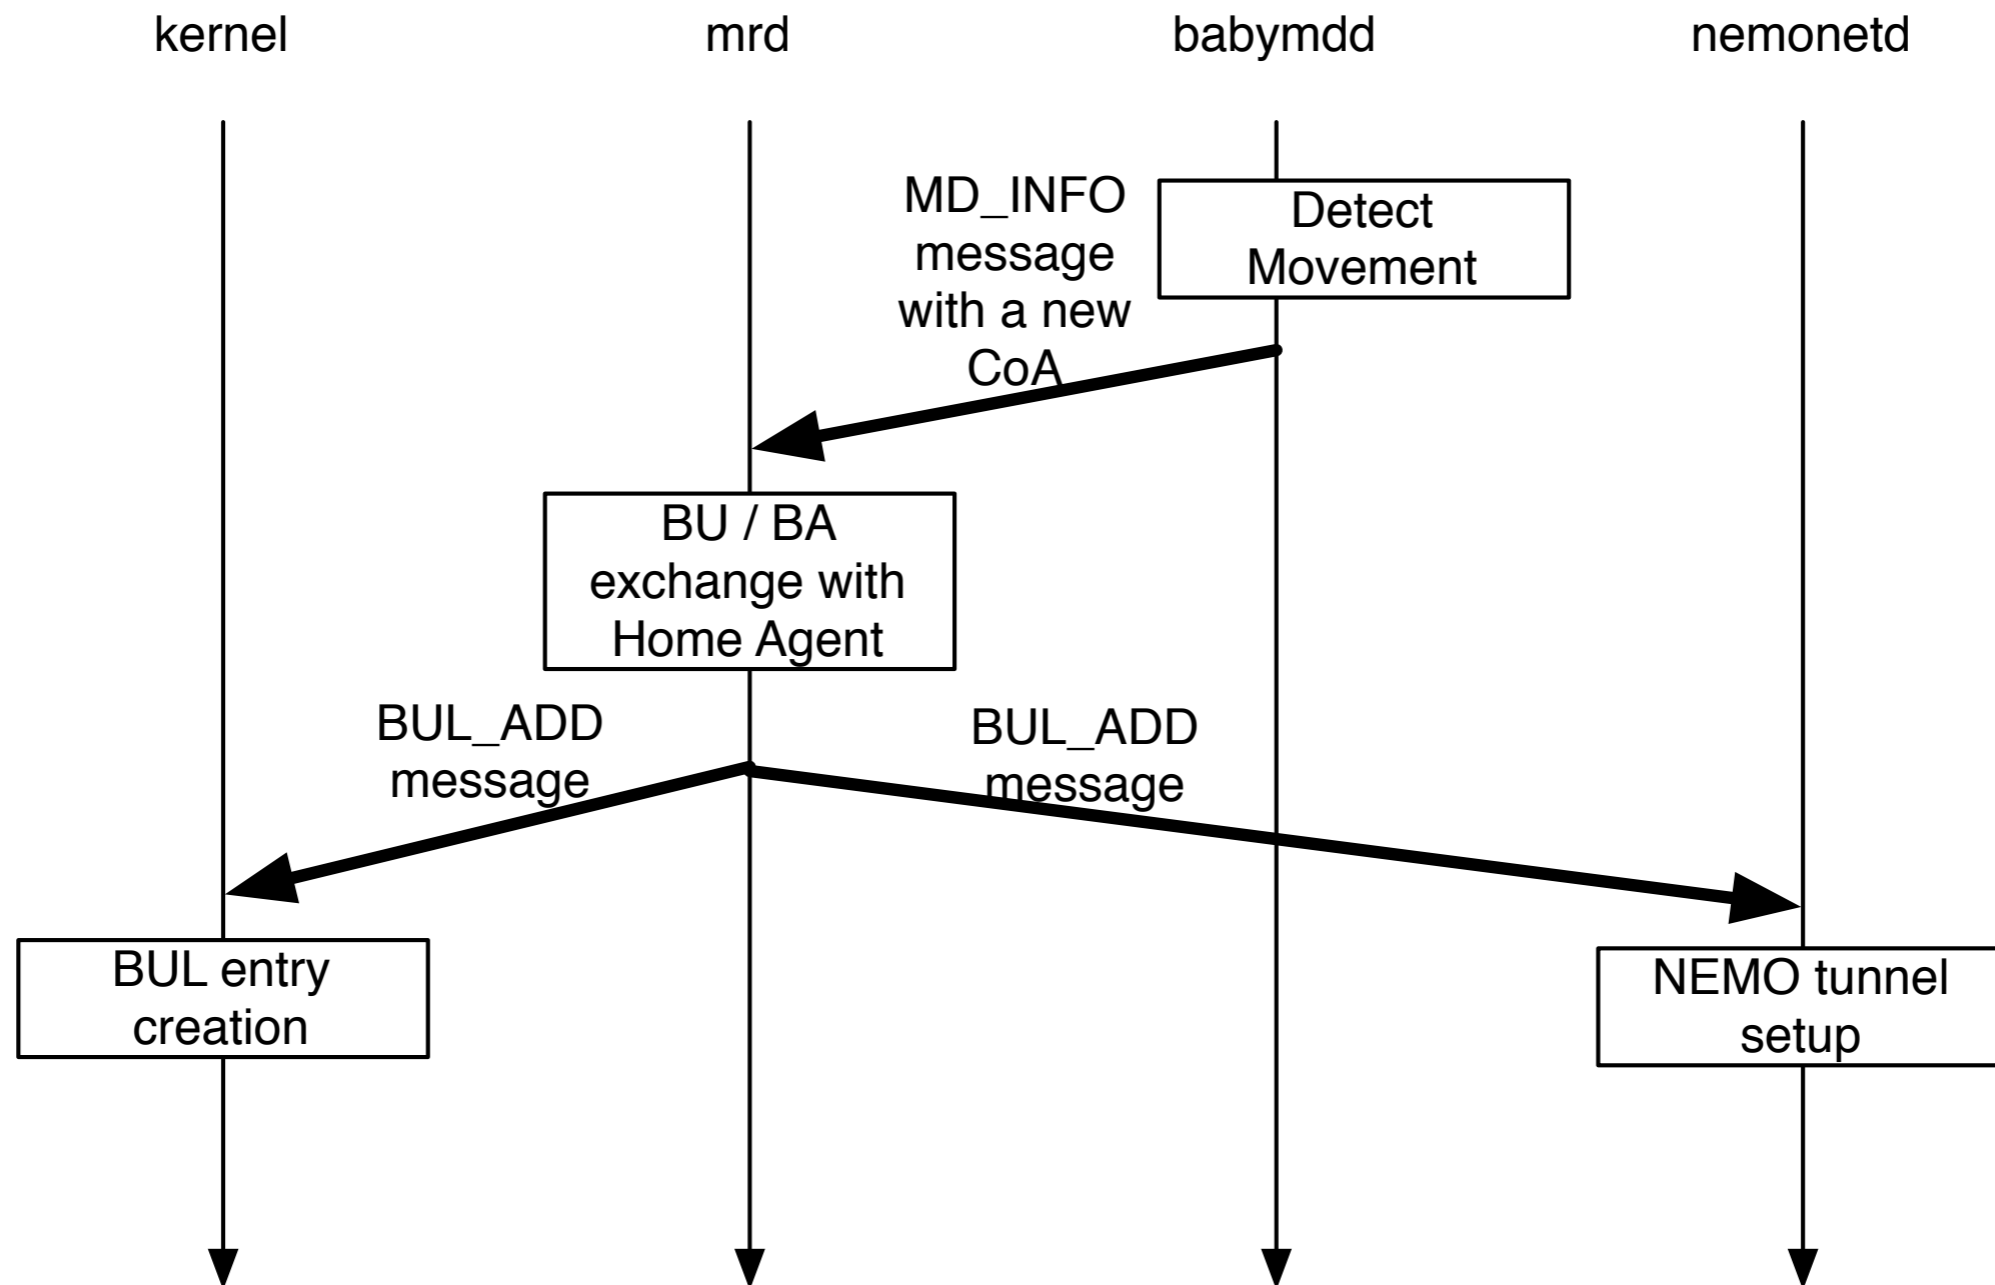 kernel
mrd
babymdd
nemonetd
MD_INFO
message
with a new
CoA
Detect
Movement
BU / BA
exchange with
Home Agent
BUL_ADD
message
BUL_ADD
message
BUL entry
creation
NEMO tunnel
setup